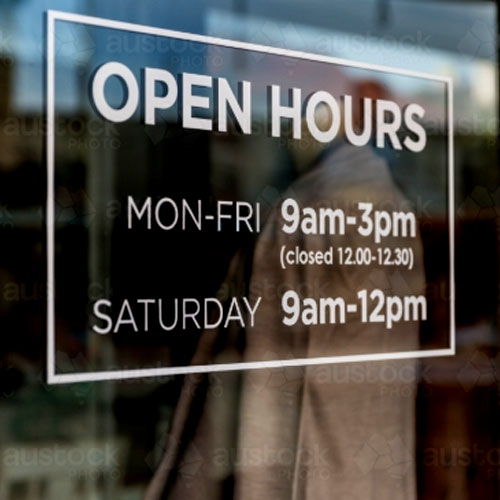 OPEN HOURS
MON-FRI 9am-3pm
(closed 12.00-12.30)
SATURDAY 9am-12pm
austock PHOTO